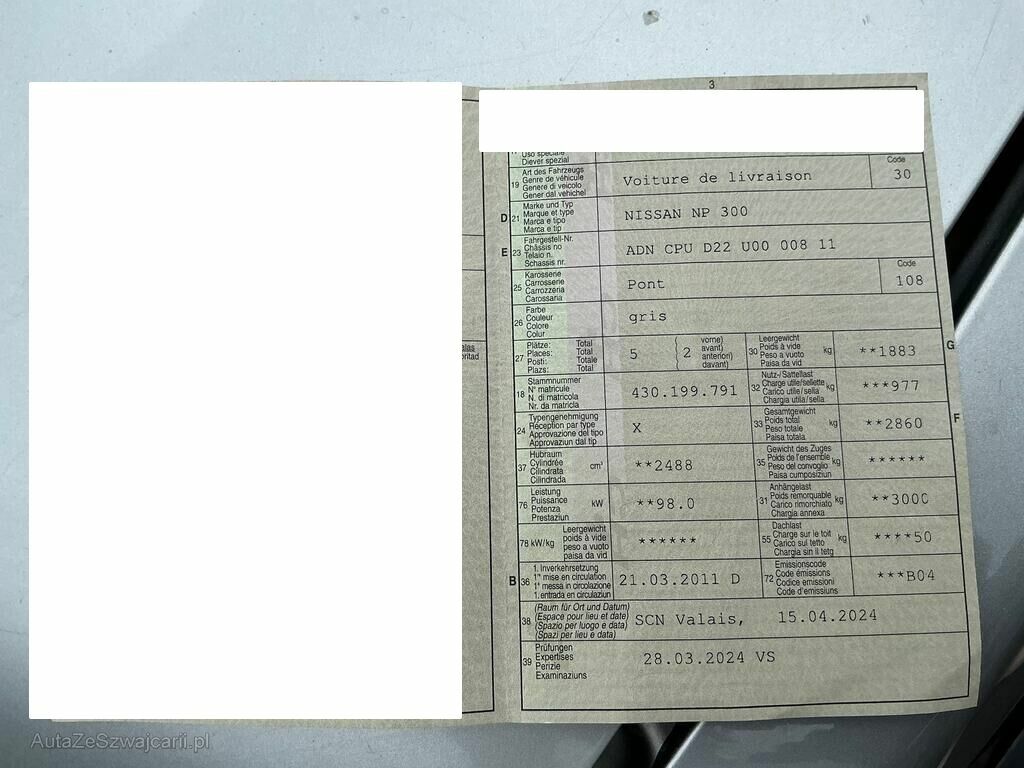 3
Uso speciale
Diever spezial
19 Art des Fahrzeugs
Genre de véhicule
Genere di veicolo
Gener dal vehichel
Voiture de livraison
Code
30
D 21 Marke und Typ
Marque et type
Marca e tipo
Marca e tip
NISSAN NP 300
E 23 Fahrgestell-Nr.
Châssis no
Telaio n.
Schassis nr.
ADN CPU D22 U00 008 11
25 Karosserie
Carrosserie
Carrozzeria
Carossaria
Pont
Code
108
26 Farbe
Couleur
Colore
Colur
gris
27 Plätze: Total
Places: Total
Posti: Totale
Plazs: Total
5
2 vorne)
avant)
anteriori)
davant)
30 Leergewicht
Poids à vide
Peso a vuoto
Paisa da vid
kg
**1883
G
18 Stammnummer
N° matricule
N. di matricola
Nr. da matricla
430.199.791
32 Nutz-/Sattellast
Charge utile/sellette
Carico utile/sella
Chargia utila/sella
kg
***977
24 Typengenehmigung
Réception par type
Approvazione del tipo
Approvaziun dal tip
X
33 Gesamtgewicht
Poids total
Peso totale
Paisa totala
kg
**2860
F
37 Hubraum
Cylindrée
Cilindrata
Cilindrada
cm³
**2488
35 Gewicht des Zuges
Poids de l'ensemble
Peso del convoglio
Paisa cumposiziun
kg
******
76 Leistung
Puissance
Potenza
Prestaziun
kW
**98.0
31 Anhängelast
Poids remorquable
Carico rimorchiato
Chargia annexa
kg
**3000
78 kW/kg Leergewicht
poids à vide
peso a vuoto
paisa da vid
******
55 Dachlast
Charge sur le toit
Carico sul tetto
Chargia sin il tetg
kg
****50
B 36 1. Inverkehrsetzung
1re mise en circulation
1a messa in circolazione
1. entrada en circulaziun
21.03.2011 D
72 Emissionscode
Code émissions
Codice emissioni
Code d'emissiuns
***B04
38 (Raum für Ort und Datum)
(Espace pour lieu et date)
(Spazio per luogo e data)
(Spazi per lieu e data)
SCN Valais, 15.04.2024
39 Prüfungen
Expertises
Perizie
Examinaziuns
28.03.2024 VS
AutaZeSzwajcarii.pl